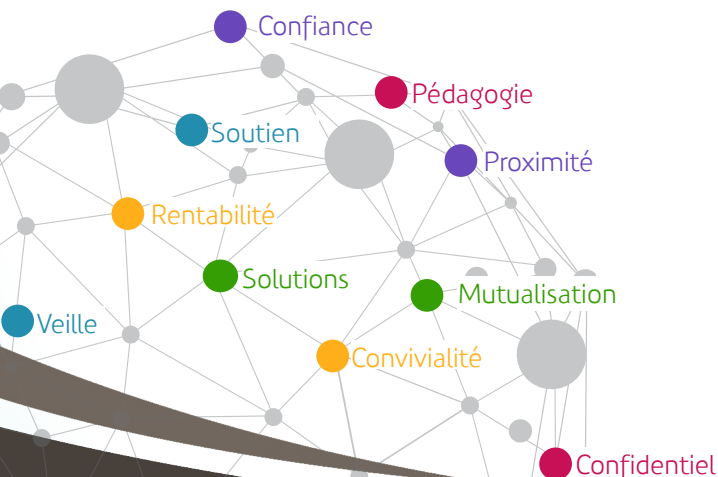 Confiance
Pédagogie
Soutien
Proximité
Rentabilité
Solutions
Mutualisation
Veille
Convivialité
Confidentiel